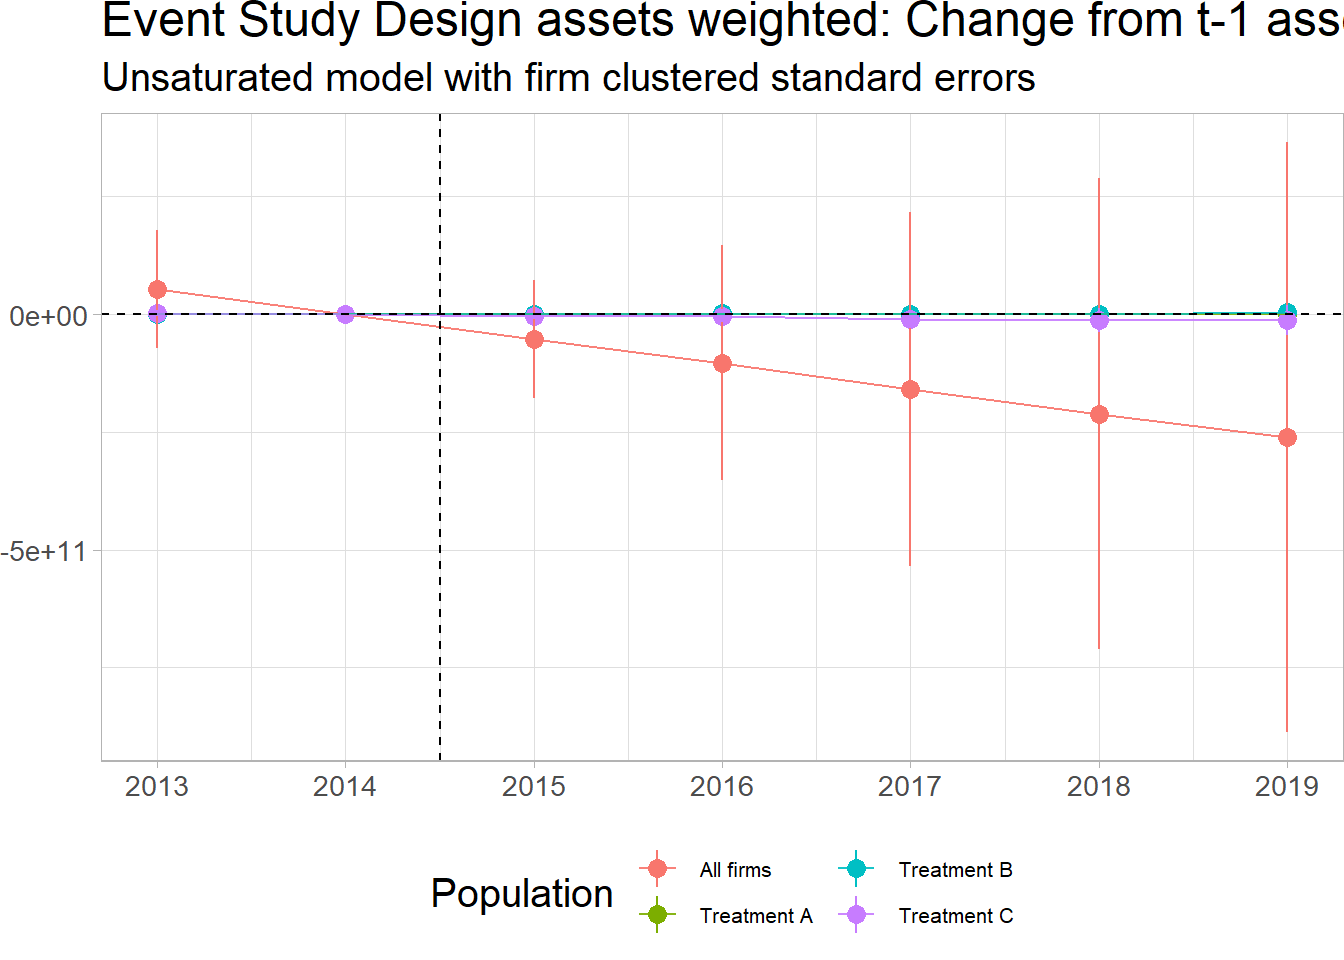 Event Study Design assets weighted: Change from t-1
Unsaturated model with firm clustered standard errors
0e+00
-5e+11
2013 2014 2015 2016 2017 2018 2019
Population
All firms
Treatment A
Treatment B
Treatment C